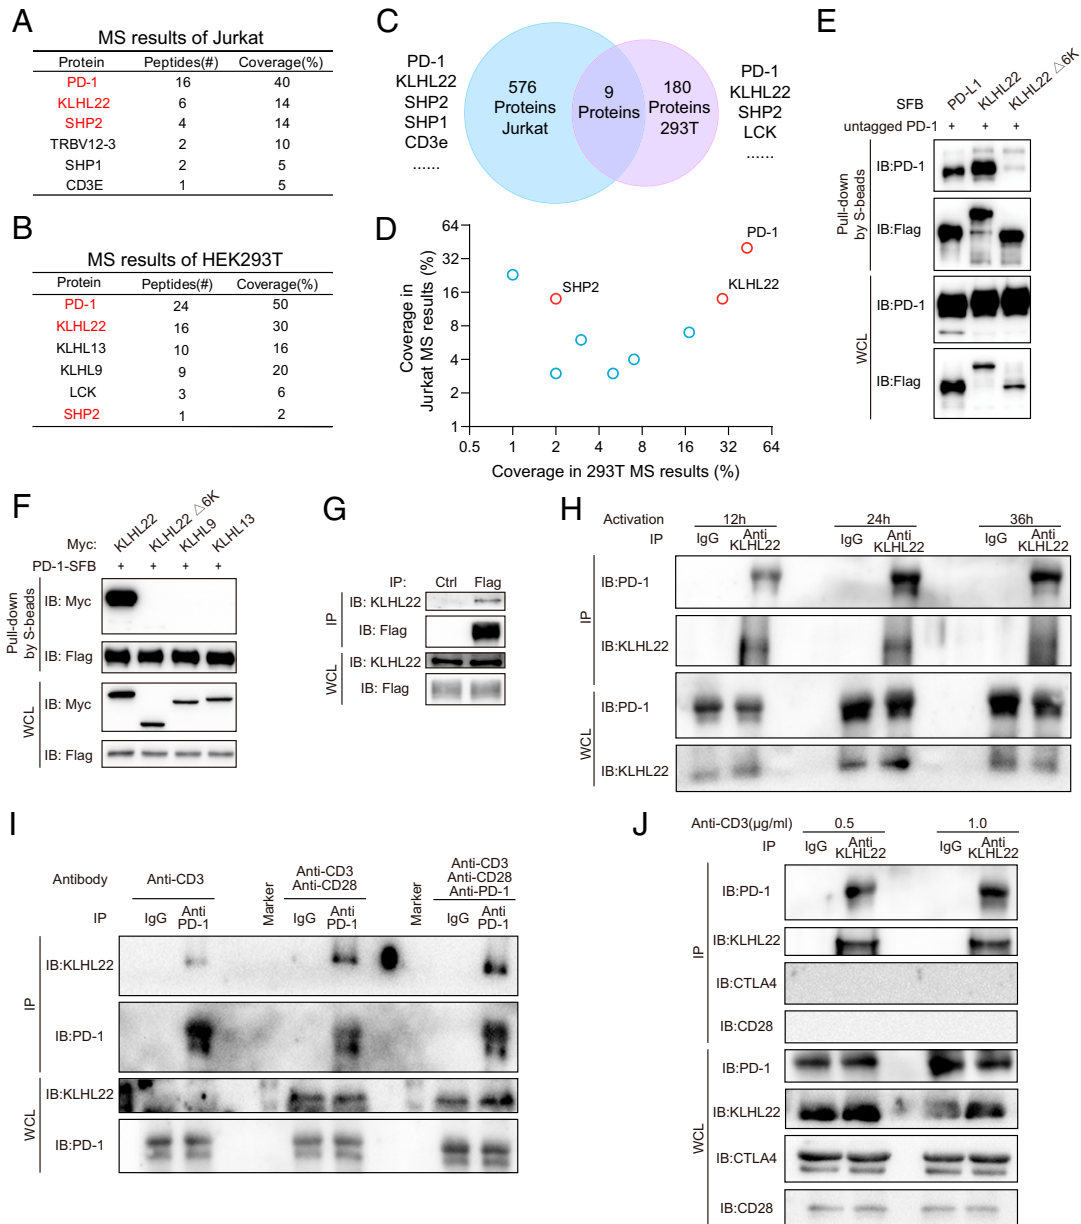 A
MS results of Jurkat
Protein Peptides(#) Coverage(%)
PD-1 16 40
KLHL22 6 14
SHP2 4 14
TRBV12-3 2 10
SHP1 2 5
CD3E 1 5
B
MS results of HEK293T
Protein Peptides(#) Coverage(%)
PD-1 24 50
KLHL22 16 30
KLHL13 10 16
KLHL9 9 20
LCK 3 6
SHP2 1 2
C
PD-1
KLHL22
SHP2
SHP1
CD3e
......
576
Proteins
Jurkat
9
Proteins
180
Proteins
293T
PD-1
KLHL22
SHP2
LCK
......
D
Coverage in
Jurkat MS results (%)
64
32
16
8
4
2
1
PD-1
SHP2
KLHL22
0.5 1 2 4 8 16 32 64
Coverage in 293T MS results (%)
E
SFB PD-L1 KLHL22 KLHL22 △6K
untagged PD-1 + + +
Pull-down
by S-beads
IB:PD-1
IB:Flag
WCL
IB:PD-1
IB:Flag
F
Myc: KLHL22 KLHL22 △6K KLHL9 KLHL13
PD-1-SFB + + + +
Pull-down
by S-beads
IB: Myc
IB: Flag
WCL
IB: Myc
IB: Flag
G
IP: Ctrl Flag
IP
IB: KLHL22
IB: Flag
WCL
IB: KLHL22
IB: Flag
H
Activation 12h 24h 36h
IP IgG Anti KLHL22 IgG Anti KLHL22 IgG Anti KLHL22
IP
IB:PD-1
IB:KLHL22
WCL
IB:PD-1
IB:KLHL22
I
Antibody
Anti-CD3
Marker
Anti-CD3
Anti-CD28
Marker
Anti-CD3
Anti-CD28
Anti-PD-1
IP IgG Anti PD-1 IgG Anti PD-1 IgG Anti PD-1
IP
IB:KLHL22
IB:PD-1
WCL
IB:KLHL22
IB:PD-1
J
Anti-CD3(μg/ml) 0.5 1.0
IP IgG Anti KLHL22 IgG Anti KLHL22
IP
IB:PD-1
IB:KLHL22
IB:CTLA4
IB:CD28
WCL
IB:PD-1
IB:KLHL22
IB:CTLA4
IB:CD28